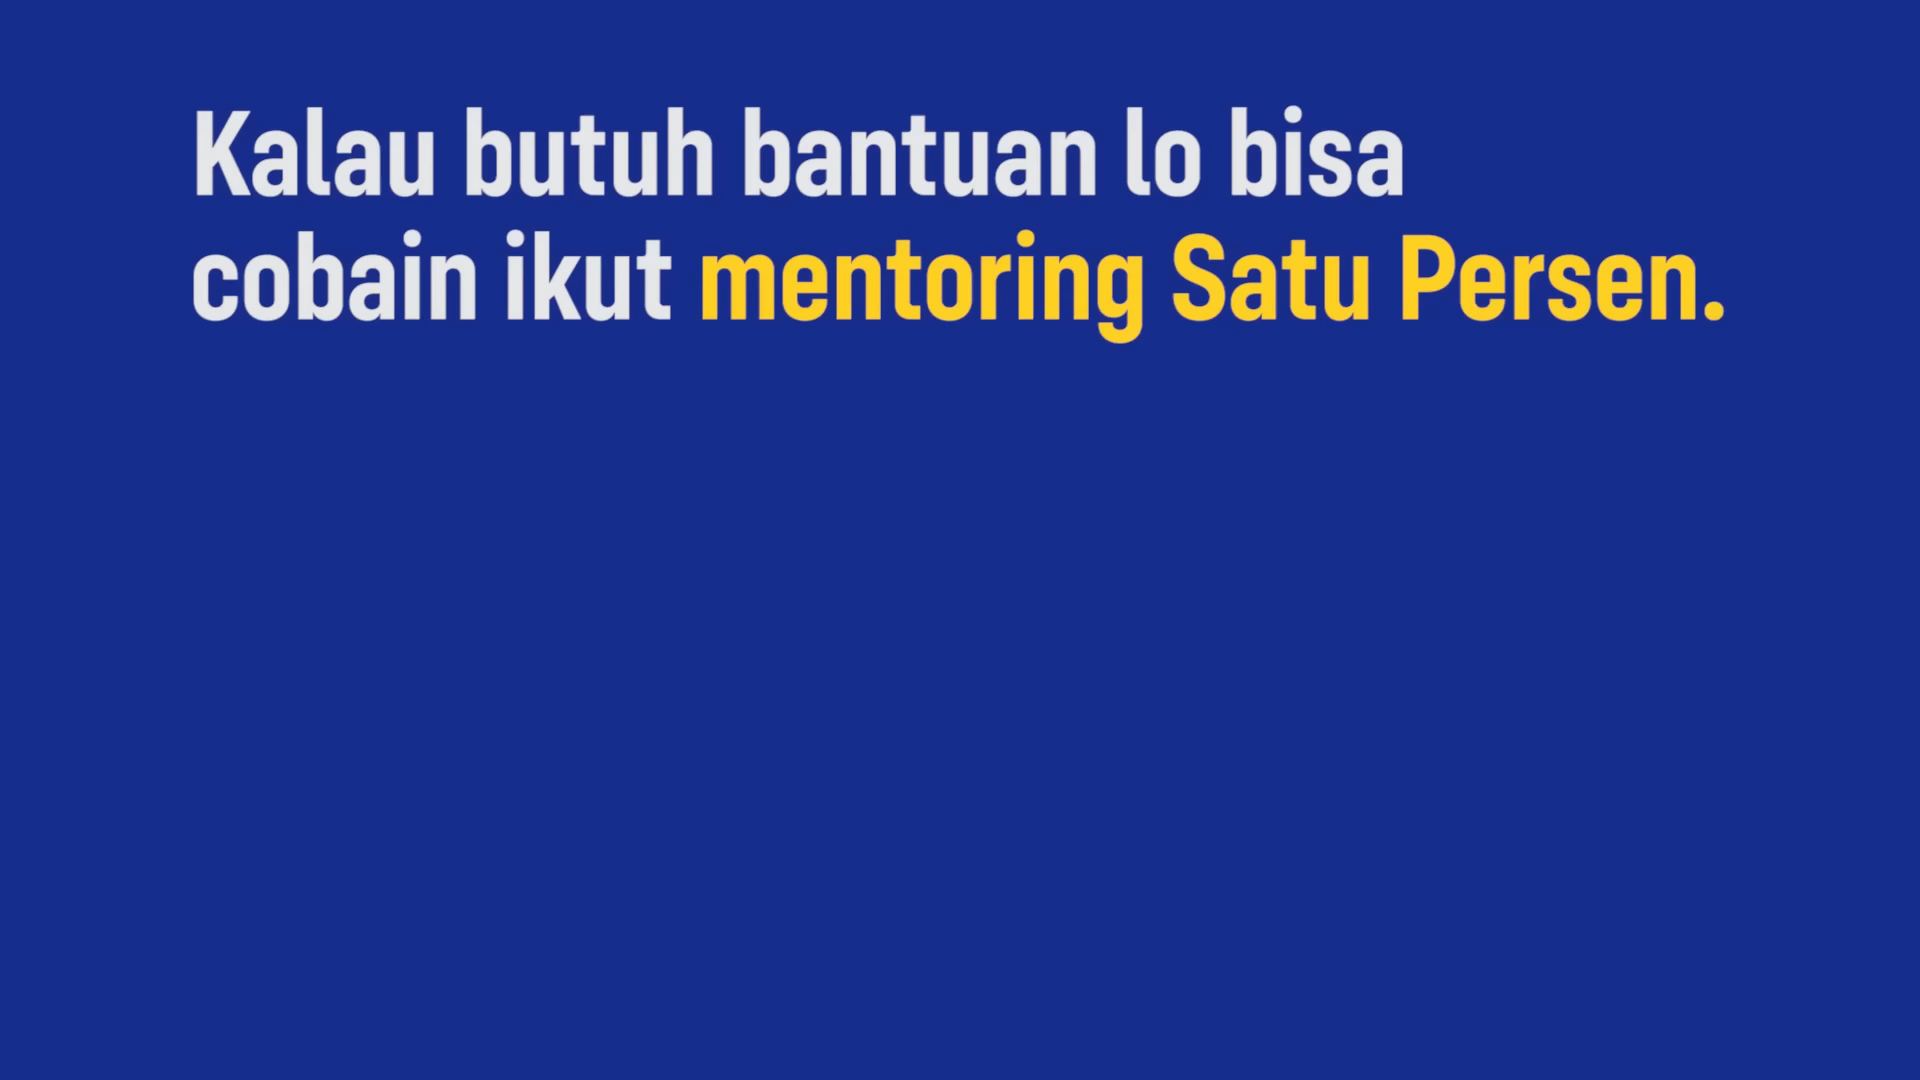 Kalau butuh bantuan lo bisa
cobain ikut mentoring Satu Persen.